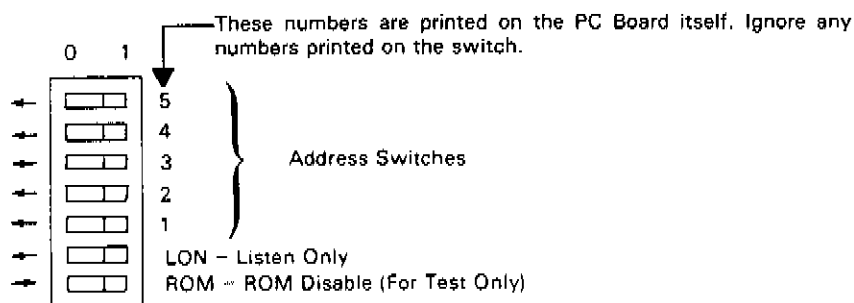 These numbers are printed on the PC Board itself. Ignore any
numbers printed on the switch.
0 1
5
4
3
2
1
Address Switches
LON – Listen Only
ROM – ROM Disable (For Test Only)